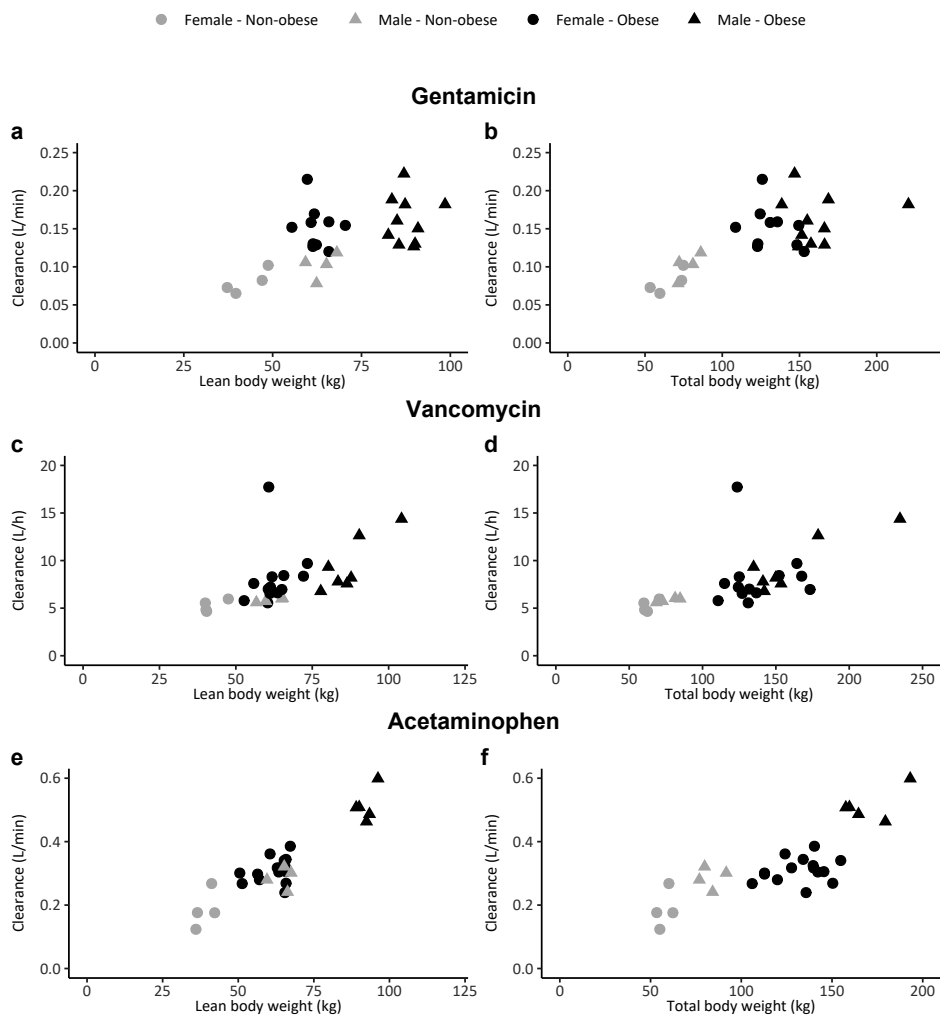 Female - Non-obese Male - Non-obese Female - Obese Male - Obese
Gentamicin
a b
0.25 0.25
0.20 0.20
0.15 0.15
0.10 0.10
0.05 0.05
0.00 0.00
Clearance (L/min) Clearance (L/min)
0 25 50 75 100 0 50 100 150 200
Lean body weight (kg) Total body weight (kg)
Vancomycin
c d
20 20
15 15
10 10
5 5
0 0
Clearance (L/h) Clearance (L/h)
0 25 50 75 100 125 0 50 100 150 200 250
Lean body weight (kg) Total body weight (kg)
Acetaminophen
e f
0.6 0.6
0.4 0.4
0.2 0.2
0.0 0.0
Clearance (L/min) Clearance (L/min)
0 25 50 75 100 125 0 50 100 150 200
Lean body weight (kg) Total body weight (kg)